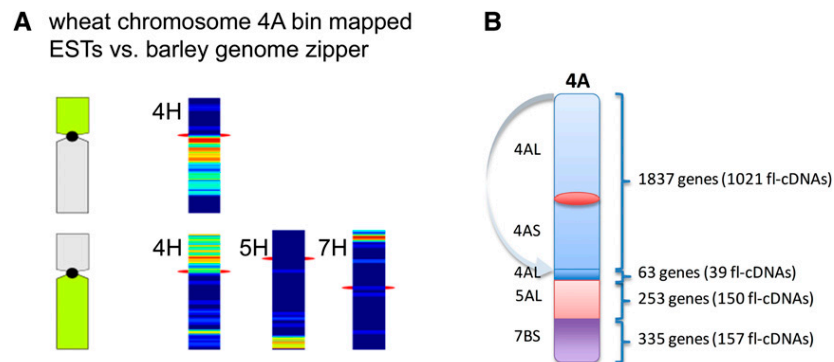 A wheat chromosome 4A bin mapped
ESTs vs. barley genome zipper
4H
4H 5H 7H
B
4A
4AL
4AS
4AL
5AL
7BS
1837 genes (1021 fl-cDNAs)
63 genes (39 fl-cDNAs)
253 genes (150 fl-cDNAs)
335 genes (157 fl-cDNAs)